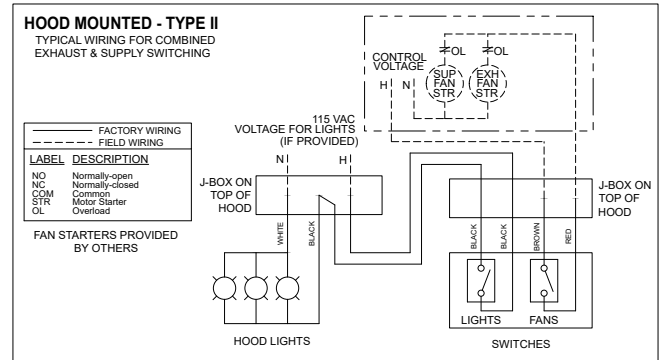 HOOD MOUNTED - TYPE II
TYPICAL WIRING FOR COMBINED
EXHAUST & SUPPLY SWITCHING
OL
OL
CONTROL
VOLTAGE
H
N
SUP
FAN
STR
EXH
FAN
STR
115 VAC
VOLTAGE FOR LIGHTS
(IF PROVIDED)
N
H
FACTORY WIRING
FIELD WIRING
LABEL DESCRIPTION
NO Normally-open
NC Normally-closed
COM Common
STR Motor Starter
OL Overload
FAN STARTERS PROVIDED
BY OTHERS
J-BOX ON
TOP OF
HOOD
J-BOX ON
TOP OF
HOOD
WHITE
BLACK
BLACK
BLACK
BROWN
RED
LIGHTS
FANS
HOOD LIGHTS
SWITCHES